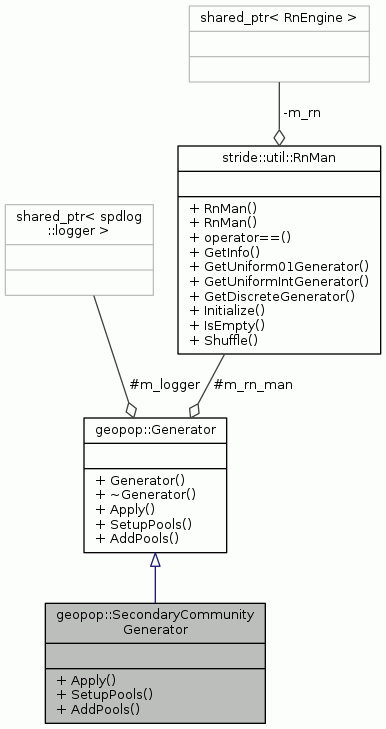 shared_ptr< RnEngine >
-m_rn
stride::util::RnMan
+ RnMan()
+ RnMan()
+ operator==()
+ GetInfo()
+ GetUniform01Generator()
+ GetUniformIntGenerator()
+ GetDiscreteGenerator()
+ Initialize()
+ IsEmpty()
+ Shuffle()
shared_ptr< spdlog
::logger >
#m_logger
#m_rn_man
geopop::Generator
+ Generator()
+ ~Generator()
+ Apply()
+ SetupPools()
+ AddPools()
geopop::SecondaryCommunity
Generator
+ Apply()
+ SetupPools()
+ AddPools()